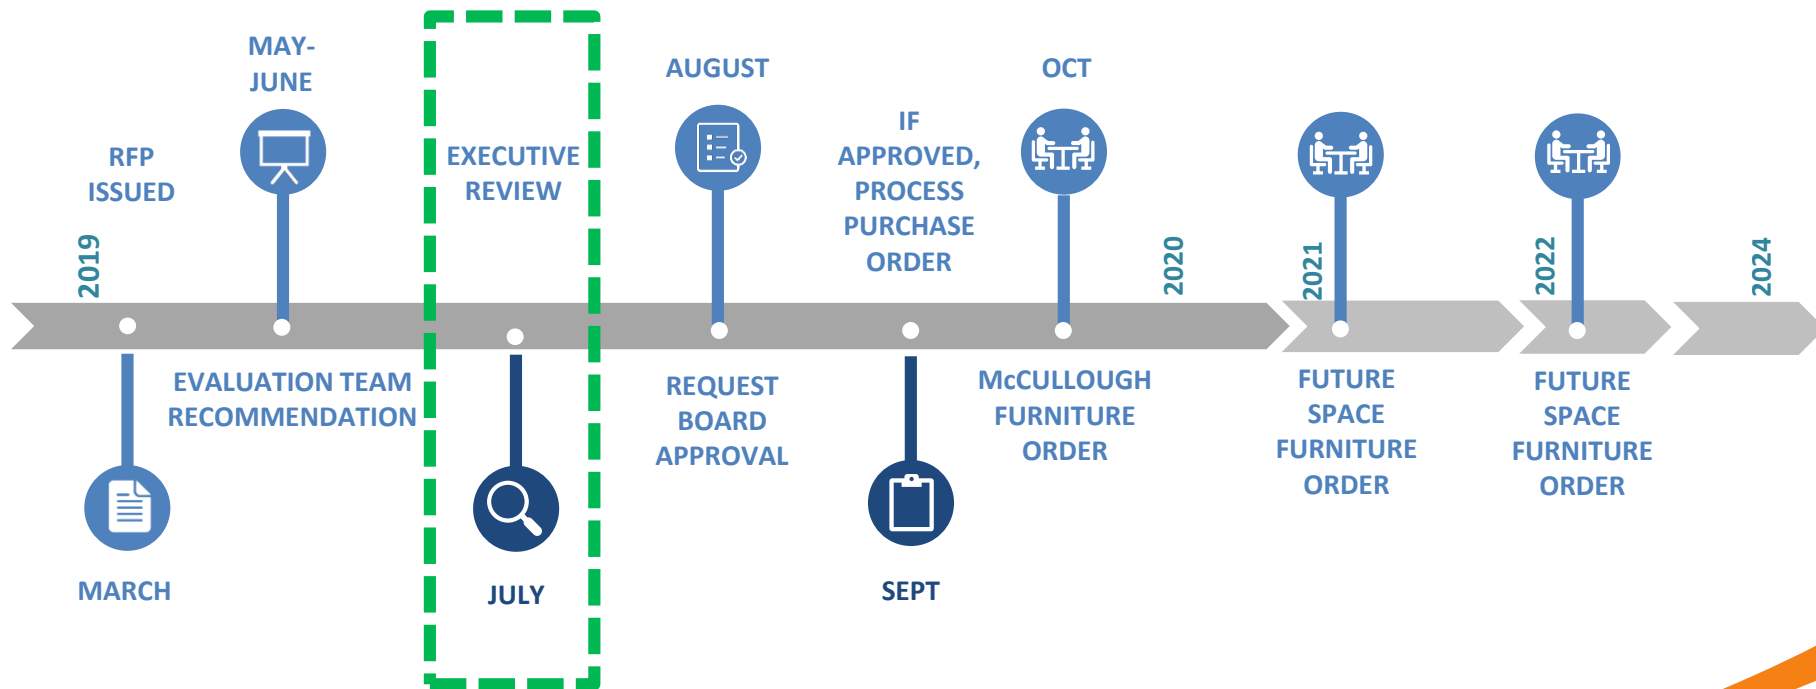 2019
RFP
ISSUED
MARCH
MAY-
JUNE
EVALUATION TEAM
RECOMMENDATION
EXECUTIVE
REVIEW
JULY
AUGUST
REQUEST
BOARD
APPROVAL
IF
APPROVED,
PROCESS
PURCHASE
ORDER
SEPT
OCT
McCULLOUGH
FURNITURE
ORDER
2020
2021
FUTURE
SPACE
FURNITURE
ORDER
2022
FUTURE
SPACE
FURNITURE
ORDER
2024